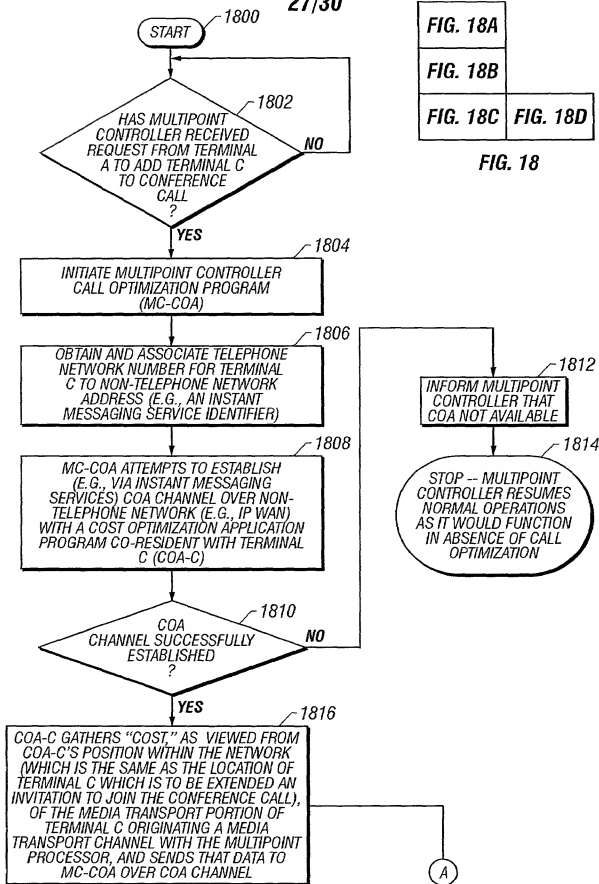 27/30
START
1800
FIG. 18A
FIG. 18B
FIG. 18C
FIG. 18D
FIG. 18
1802
HAS MULTIPOINT
CONTROLLER RECEIVED
REQUEST FROM TERMINAL
A TO ADD TERMINAL C
TO CONFERENCE
CALL
?
NO
YES
1804
INITIATE MULTIPOINT CONTROLLER
CALL OPTIMIZATION PROGRAM
(MC-COA)
1806
OBTAIN AND ASSOCIATE TELEPHONE
NETWORK NUMBER FOR TERMINAL
C TO NON-TELEPHONE NETWORK
ADDRESS (E.G., AN INSTANT
MESSAGING SERVICE IDENTIFIER)
1808
MC-COA ATTEMPTS TO ESTABLISH
(E.G., VIA INSTANT MESSAGING
SERVICES) COA CHANNEL OVER NON-
TELEPHONE NETWORK (E.G., IP WAN)
WITH A COST OPTIMIZATION APPLICATION
PROGRAM CO-RESIDENT WITH TERMINAL
C (COA-C)
1810
COA
CHANNEL SUCCESSFULLY
ESTABLISHED
?
NO
YES
1812
INFORM MULTIPOINT
CONTROLLER THAT
COA NOT AVAILABLE
1814
STOP -- MULTIPOINT
CONTROLLER RESUMES
NORMAL OPERATIONS
AS IT WOULD FUNCTION
IN ABSENCE OF CALL
OPTIMIZATION
1816
COA-C GATHERS "COST," AS VIEWED FROM
COA-C'S POSITION WITHIN THE NETWORK
(WHICH IS THE SAME AS THE LOCATION OF
TERMINAL C WHICH IS TO BE EXTENDED AN
INVITATION TO JOIN THE CONFERENCE CALL),
OF THE MEDIA TRANSPORT PORTION OF
TERMINAL C ORIGINATING A MEDIA
TRANSPORT CHANNEL WITH THE MULTIPOINT
PROCESSOR, AND SENDS THAT DATA TO
MC-COA OVER COA CHANNEL
A